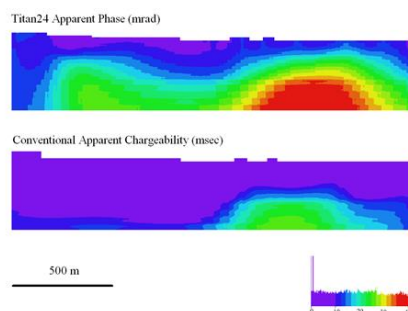 Titan24 Apparent Phase (mrad)
Conventional Apparent Chargeability (msec)
500 m